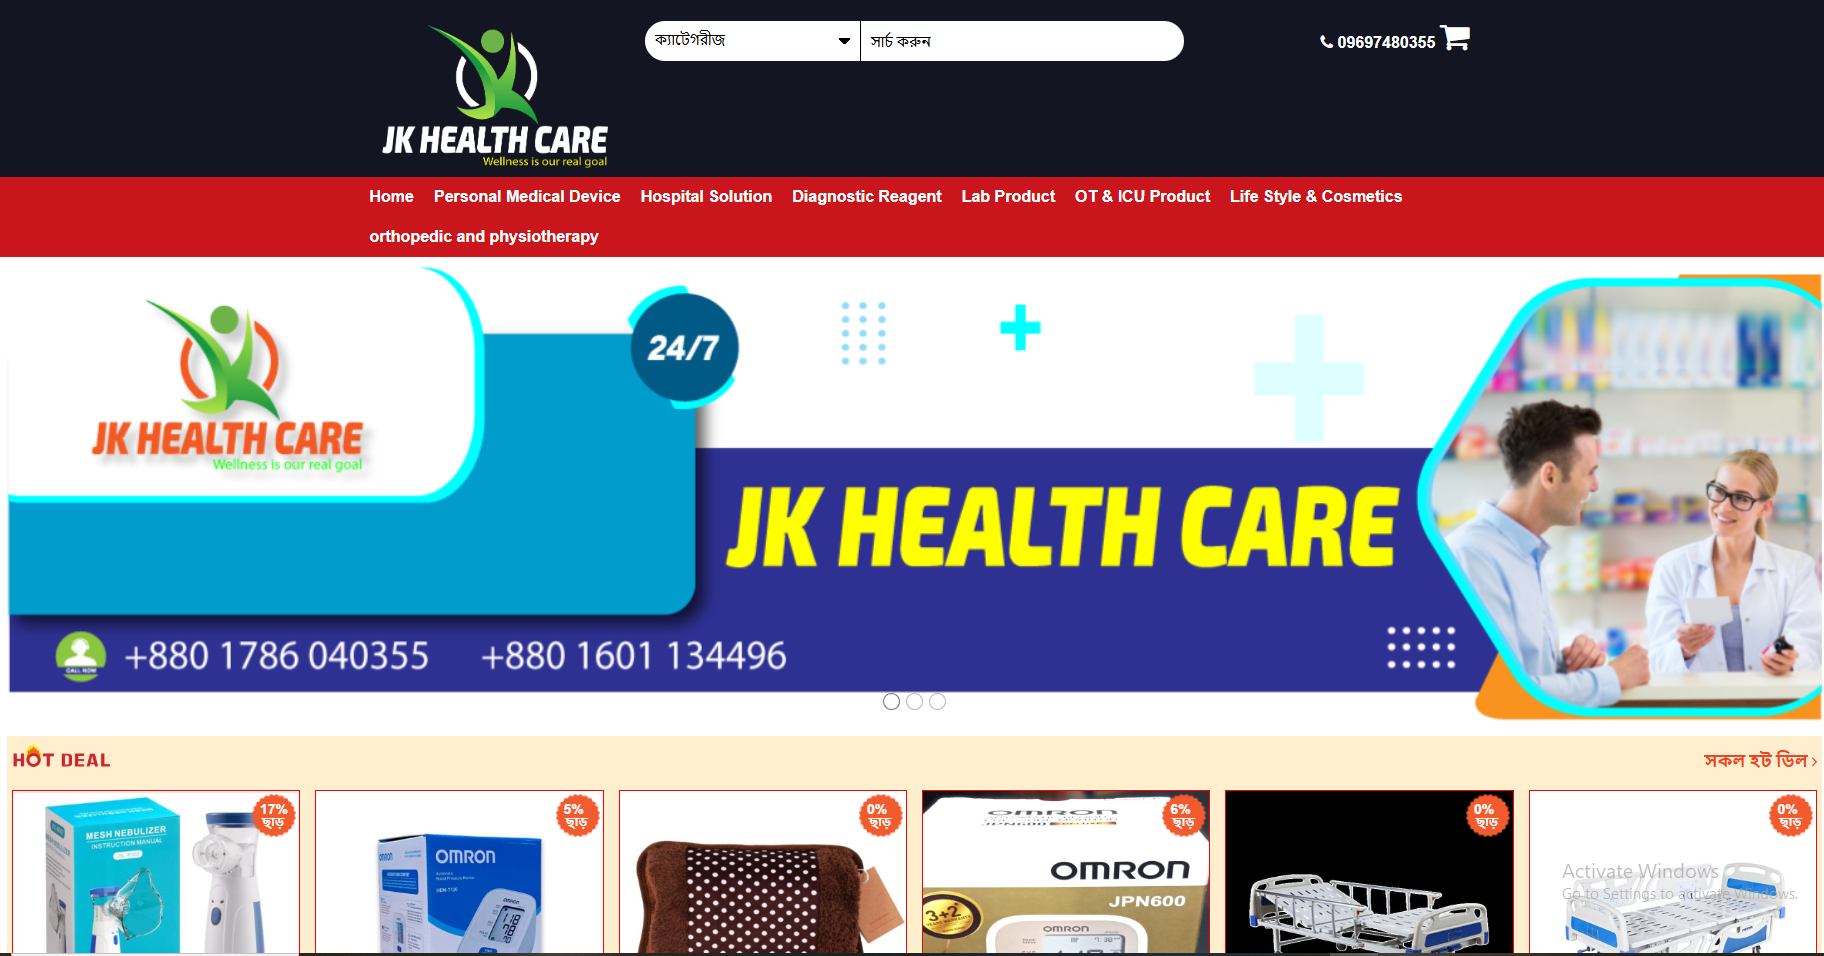 JK HEALTH CARE
Wellness is our real goal
ক্যাটেগরীজ
সার্চ করুন
09697480355
Home Personal Medical Device Hospital Solution Diagnostic Reagent Lab Product OT & ICU Product Life Style & Cosmetics
orthopedic and physiotherapy
JK HEALTH CARE
Wellness is our real goal
24/7
JK HEALTH CARE
CALL NOW
+880 1786 040355 +880 1601 134496
HOT DEAL
সকল হট ডিল
17%
ছাড়
MESH NEBULIZER
INSTRUCTION MANUAL
5%
ছাড়
OMRON
0%
ছাড়
6%
ছাড়
OMRON
JPN600
OMRON
JPN600
3+2
OMRON
0%
ছাড়
0%
ছাড়
Activate Windows
Go to Settings to activate Windows.